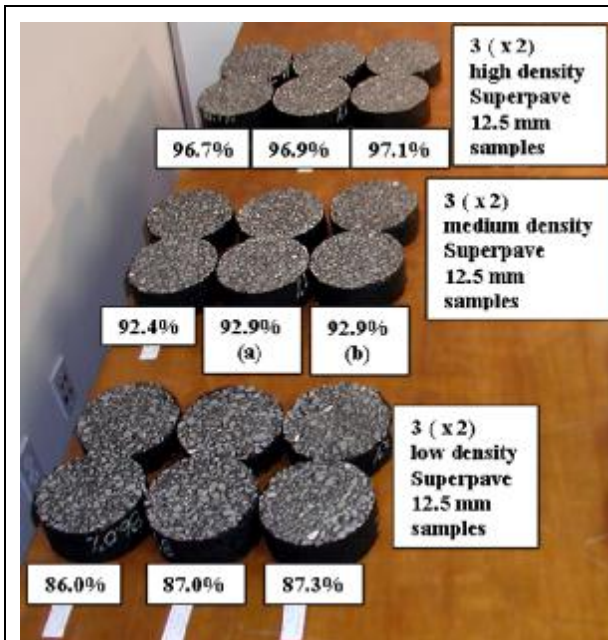 3 ( x 2)
high density
Superpave
12.5 mm
samples
96.7% 96.9% 97.1%
3 ( x 2)
medium density
Superpave
12.5 mm
samples
92.4% 92.9% 92.9%
(a) (b)
3 ( x 2)
low density
Superpave
12.5 mm
samples
86.0%
86.0% 87.0% 87.3%